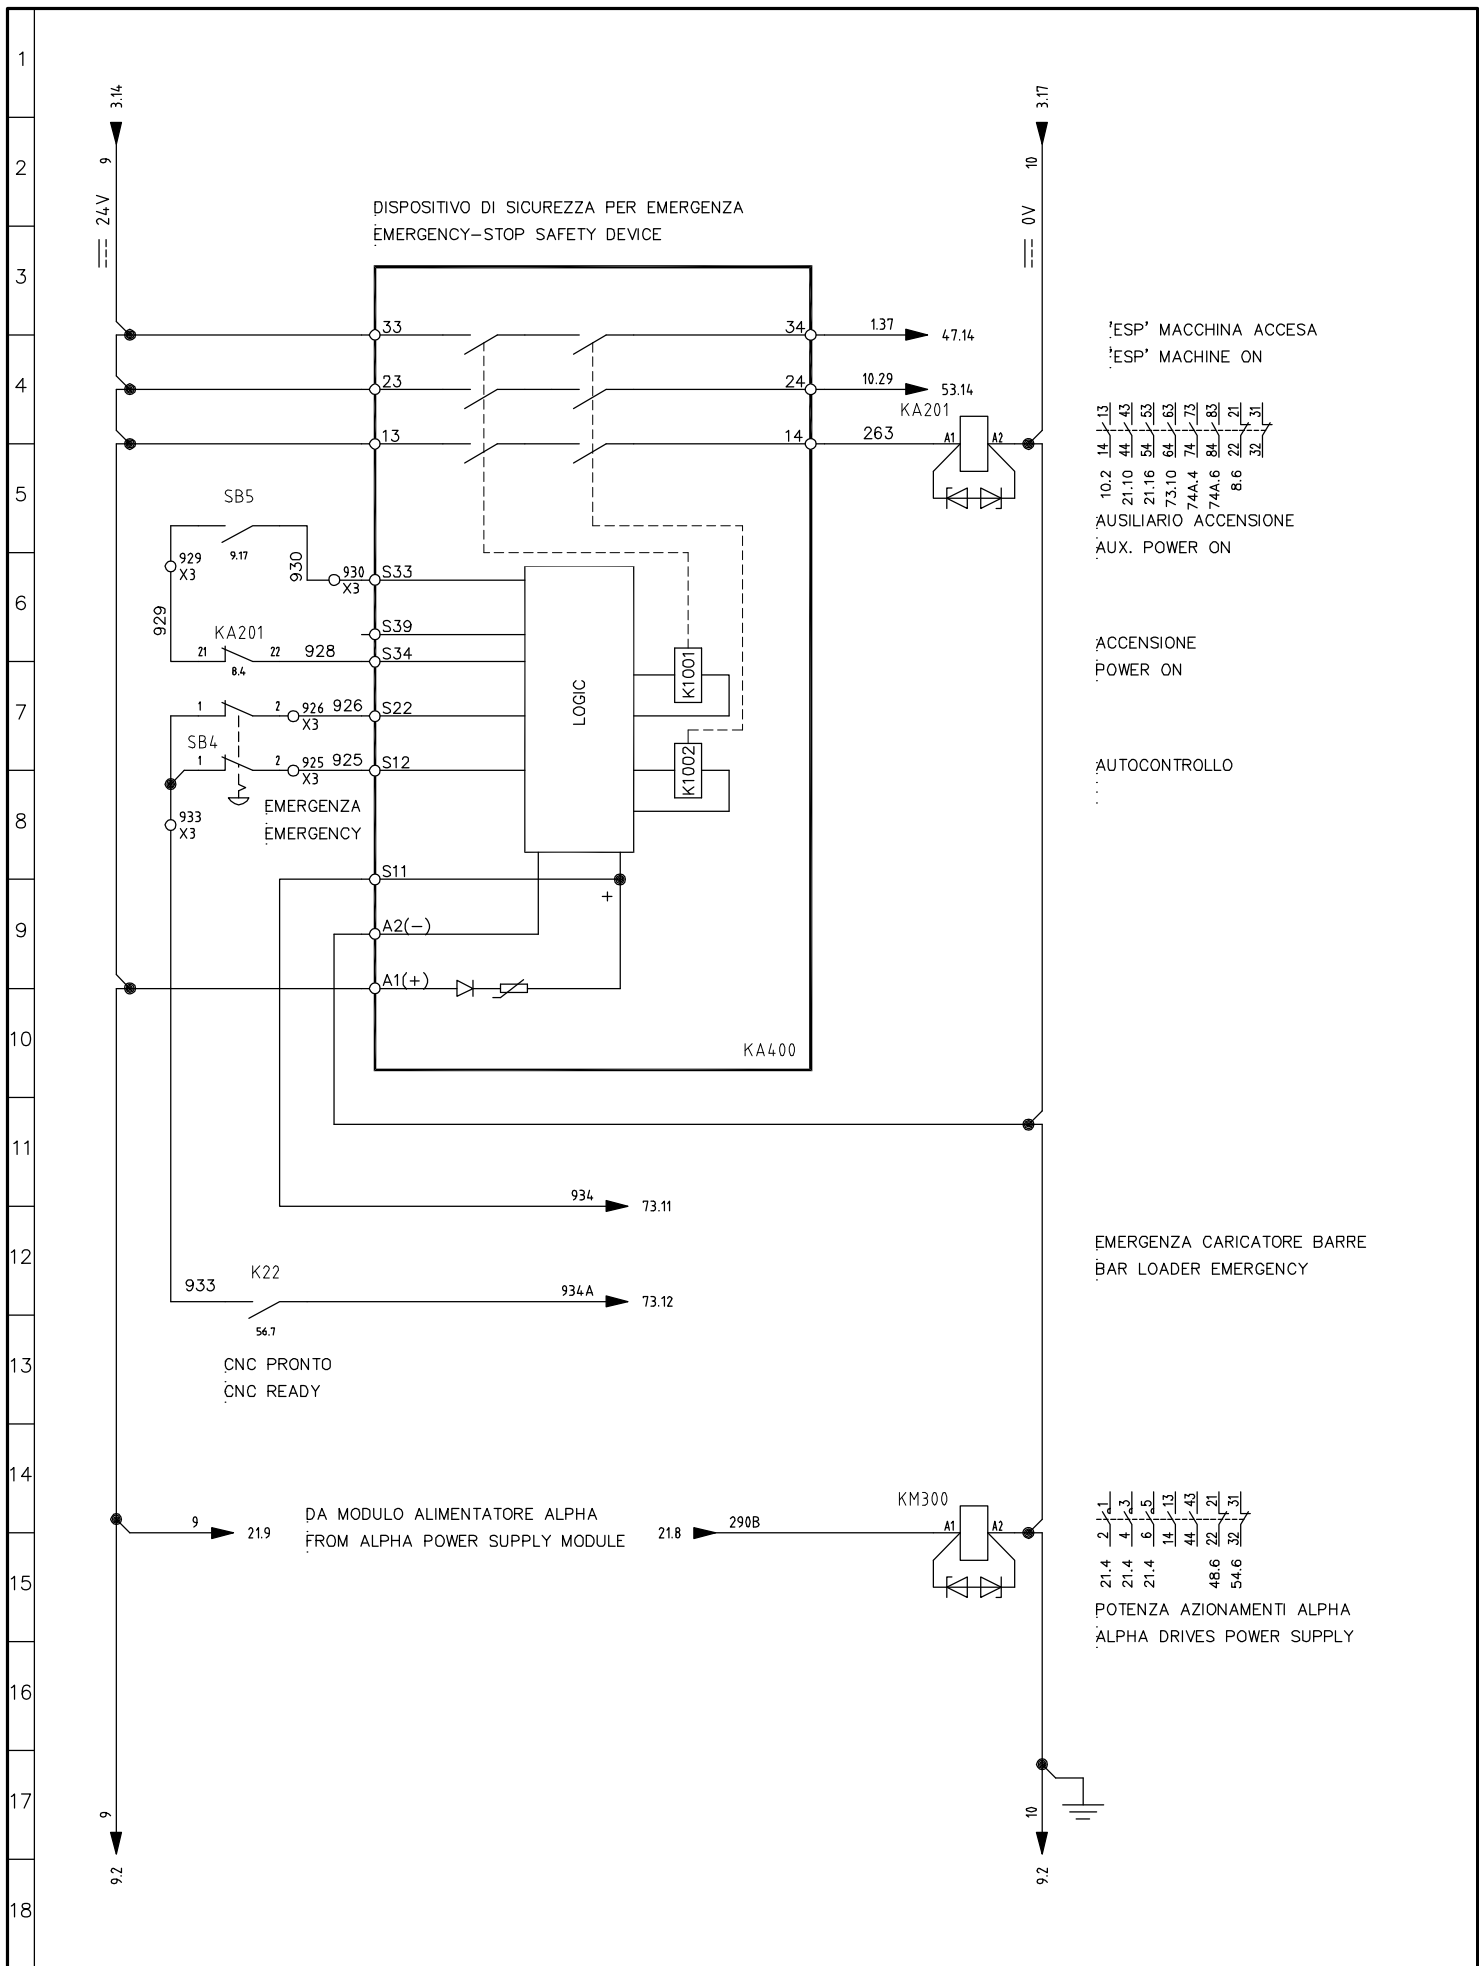 1
2
3
4
5
6
7
8
9
10
11
12
13
14
15
16
17
18
3.14
9
24V
3.17
10
0V
DISPOSITIVO DI SICUREZZA PER EMERGENZA
EMERGENCY-STOP SAFETY DEVICE
33
34
1.37
47.14
23
24
10.29
53.14
13
14
263
KA201
A1
A2
'ESP' MACCHINA ACCESA
'ESP' MACHINE ON
13 43 53 63 73 83 21 31
14 44 54 64 74 84 22 32
10.2 21.10 21.16 73.10 74A.4 74A.6 8.6
AUSILIARIO ACCENSIONE
AUX. POWER ON
SB5
9.17
929
X3
930
930
X3
S33
929
KA201
21
22
928
8.4
S39
S34
ACCENSIONE
POWER ON
LOGIC
K1001
1
2
926
X3
926
S22
SB4
1
2
925
X3
925
S12
K1002
AUTOCONTROLLO
EMERGENZA
EMERGENCY
933
X3
S11
+
A2(-)
A1(+)
KA400
934
73.11
EMERGENZA CARICATORE BARRE
BAR LOADER EMERGENCY
933
K22
56.7
934A
73.12
CNC PRONTO
CNC READY
9
21.9
DA MODULO ALIMENTATORE ALPHA
FROM ALPHA POWER SUPPLY MODULE
21.8
290B
KM300
A1
A2
1 3 5 13 43 21 31
2 4 6 14 44 22 32
21.4 21.4 21.4 48.6 54.6
POTENZA AZIONAMENTI ALPHA
ALPHA DRIVES POWER SUPPLY
9
9.2
10
9.2